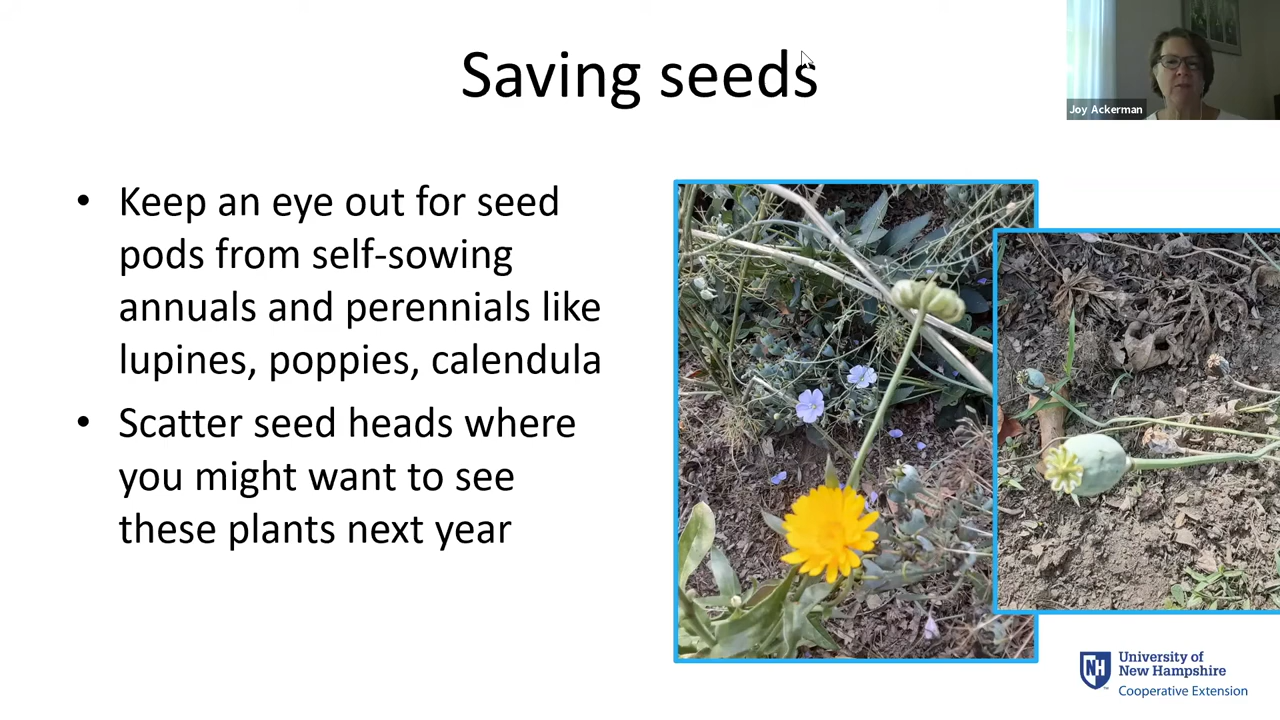 Saving seeds
Joy Ackerman
• Keep an eye out for seed
pods from self-sowing
annuals and perennials like
lupines, poppies, calendula
• Scatter seed heads where
you might want to see
these plants next year
NH
University of
New Hampshire
Cooperative Extension